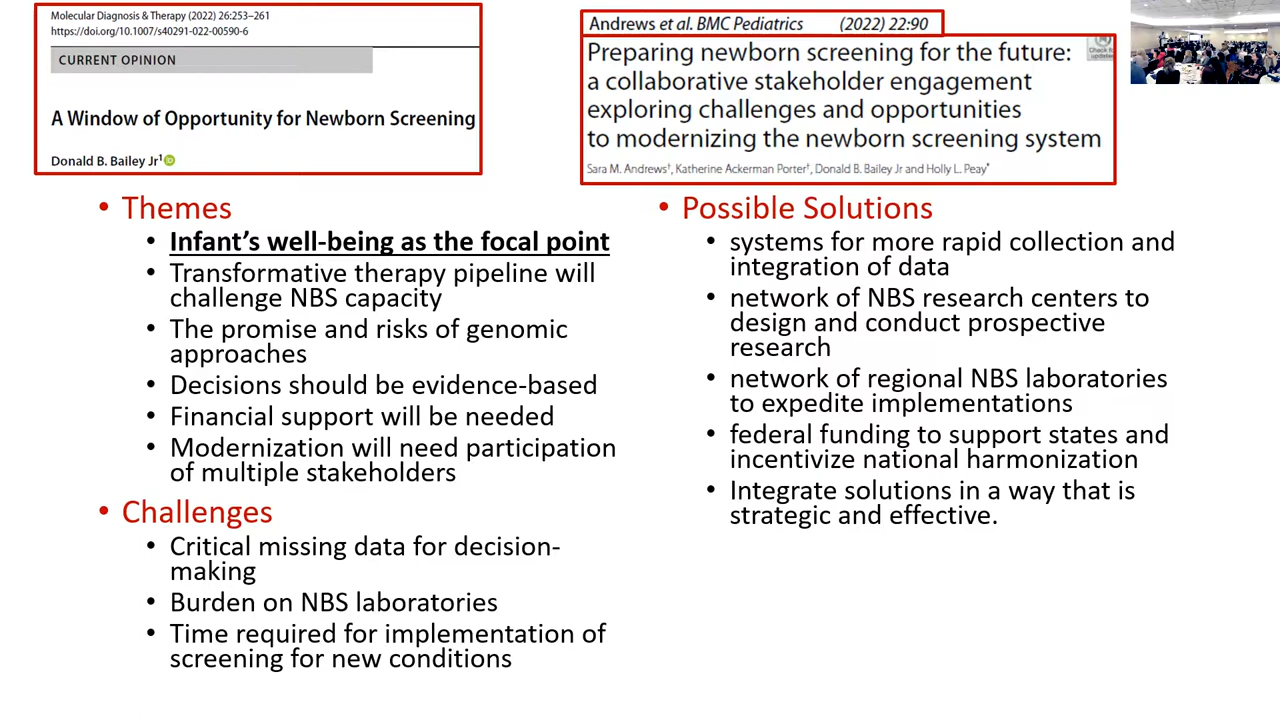 Molecular Diagnosis & Therapy (2022) 26:253–261
https://doi.org/10.1007/s40291-022-00590-6
CURRENT OPINION
A Window of Opportunity for Newborn Screening
Donald B. Bailey Jr¹
Andrews et al. BMC Pediatrics (2022) 22:90
Preparing newborn screening for the future:
a collaborative stakeholder engagement
exploring challenges and opportunities
to modernizing the newborn screening system
Check for
updates
Sara M. Andrews†, Katherine Ackerman Porter†, Donald B. Bailey Jr and Holly L. Peay*
• Themes
• Infant's well-being as the focal point
• Transformative therapy pipeline will
challenge NBS capacity
• The promise and risks of genomic
approaches
• Decisions should be evidence-based
• Financial support will be needed
• Modernization will need participation
of multiple stakeholders
• Challenges
• Critical missing data for decision-
making
• Burden on NBS laboratories
• Time required for implementation of
screening for new conditions
• Possible Solutions
• systems for more rapid collection and
integration of data
• network of NBS research centers to
design and conduct prospective
research
• network of regional NBS laboratories
to expedite implementations
• federal funding to support states and
incentivize national harmonization
• Integrate solutions in a way that is
strategic and effective.